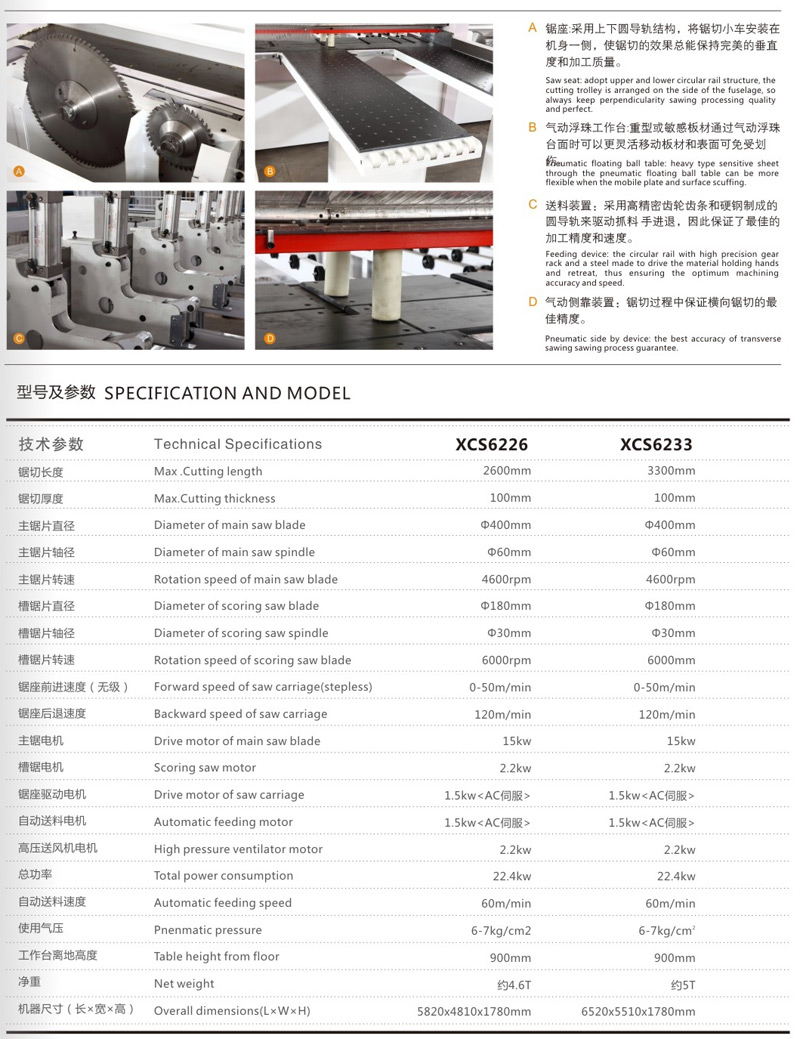 A 锯座:采用上下圆导轨结构，将锯切小车安装在
机身一侧，使锯切的效果总能保持完美的垂直
度和加工质量。
Saw seat: adopt upper and lower circular rail structure, the
cutting trolley is arranged on the side of the fuselage, so
always keep perpendicularity sawing processing quality
and perfect.
B 气动浮珠工作台:重型或敏感板材通过气动浮珠
台面时可以更灵活移动板材和表面可免受划
伤。
Pneumatic floating ball table: heavy type sensitive sheet
through the pneumatic floating ball table can be more
flexible when the mobile plate and surface scuffing.
C 送料装置：采用高精密齿轮齿条和硬钢制成的
圆导轨来驱动抓料 手进退，因此保证了最佳的
加工精度和速度。
Feeding device: the circular rail with high precision gear
rack and a steel made to drive the material holding hands
and retreat, thus ensuring the optimum machining
accuracy and speed.
D 气动侧靠装置：锯切过程中保证横向锯切的最
佳精度。
Pneumatic side by device: the best accuracy of transverse
sawing sawing process guarantee.
A
B
C
D
型号及参数 SPECIFICATION AND MODEL
技术参数 Technical Specifications XCS6226 XCS6233
锯切长度 Max .Cutting length 2600mm 3300mm
锯切厚度 Max.Cutting thickness 100mm 100mm
主锯片直径 Diameter of main saw blade Φ400mm Φ400mm
主锯片轴径 Diameter of main saw spindle Φ60mm Φ60mm
主锯片转速 Rotation speed of main saw blade 4600rpm 4600rpm
槽锯片直径 Diameter of scoring saw blade Φ180mm Φ180mm
槽锯片轴径 Diameter of scoring saw spindle Φ30mm Φ30mm
槽锯片转速 Rotation speed of scoring saw blade 6000rpm 6000mm
锯座前进速度（无级） Forward speed of saw carriage(stepless) 0-50m/min 0-50m/min
锯座后退速度 Backward speed of saw carriage 120m/min 120m/min
主锯电机 Drive motor of main saw blade 15kw 15kw
槽锯电机 Scoring saw motor 2.2kw 2.2kw
锯座驱动电机 Drive motor of saw carriage 1.5kw<AC伺服> 1.5kw<AC伺服>
自动送料电机 Automatic feeding motor 1.5kw<AC伺服> 1.5kw<AC伺服>
高压送风机电机 High pressure ventilator motor 2.2kw 2.2kw
总功率 Total power consumption 22.4kw 22.4kw
自动送料速度 Automatic feeding speed 60m/min 60m/min
使用气压 Pnenmatic pressure 6-7kg/cm2 6-7kg/cm²
工作台离地高度 Table height from floor 900mm 900mm
净重 Net weight 约4.6T 约5T
机器尺寸（长×宽×高） Overall dimensions(L×W×H) 5820x4810x1780mm 6520x5510x1780mm